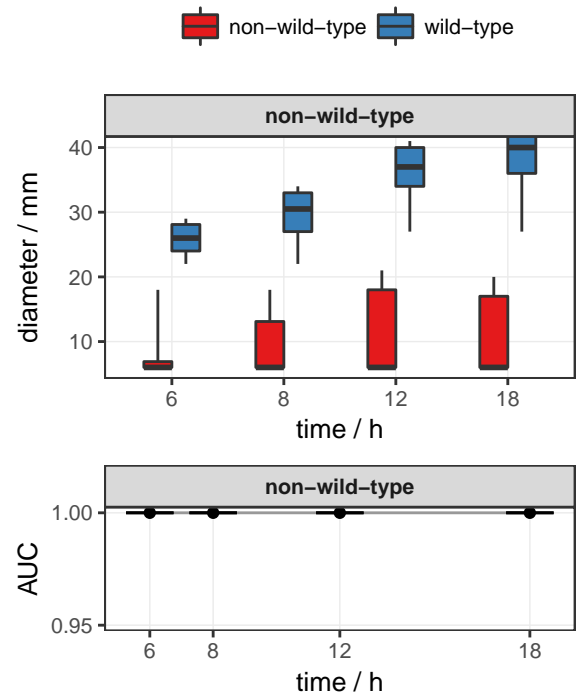 non-wild-type wild-type
non-wild-type
40
30
20
10
diameter / mm
6 8 12 18
time / h
non-wild-type
1.00
0.95
AUC
6 8 12 18
time / h